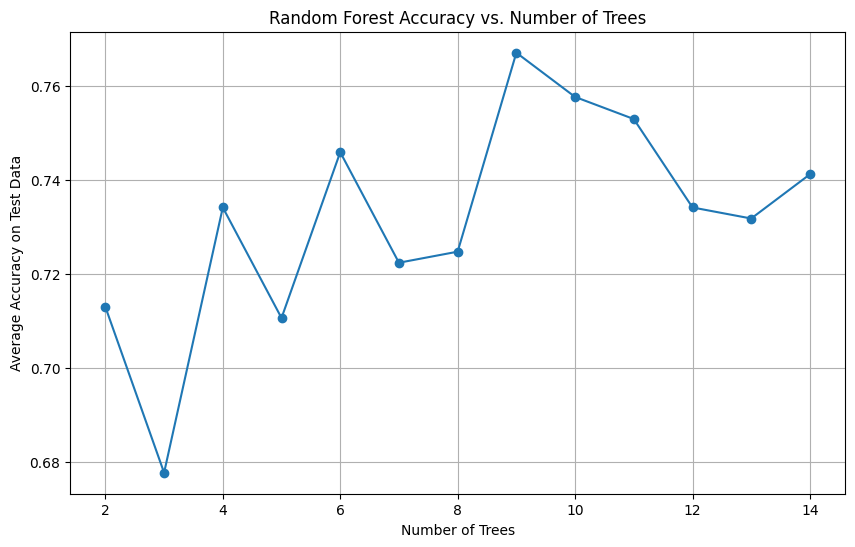 Random Forest Accuracy vs. Number of Trees
Average Accuracy on Test Data
0.76
0.74
0.72
0.70
0.68
2 4 6 8 10 12 14
Number of Trees